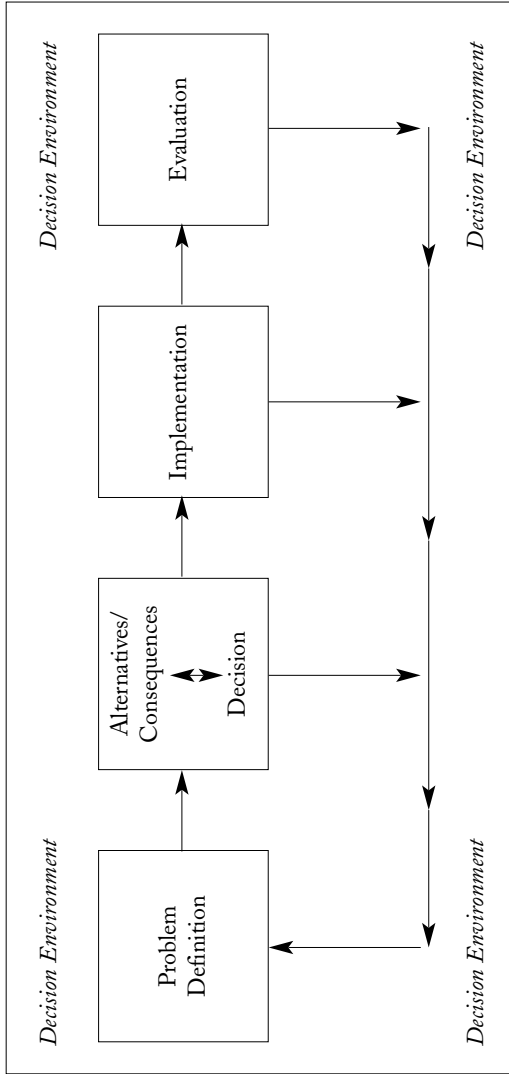 Decision Environment
Decision Environment
Problem
Definition
Alternatives/
Consequences
Decision
Implementation
Evaluation
Decision Environment
Decision Environment